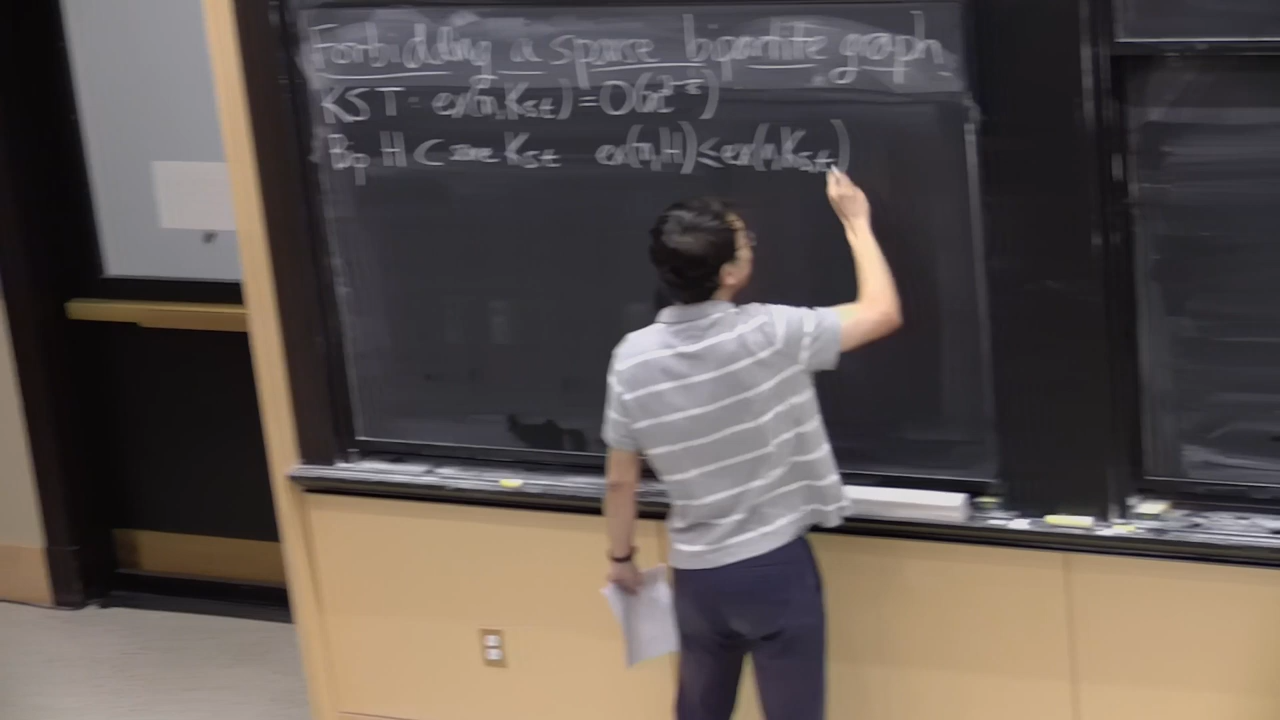 Forbidding a sparse bipartite graph
KST - ex(n, Ks,t) = O(n^{2-1/s})
Bip H ⊂ some Ks,t ex(n,H) ≤ ex(n,Ks,t)